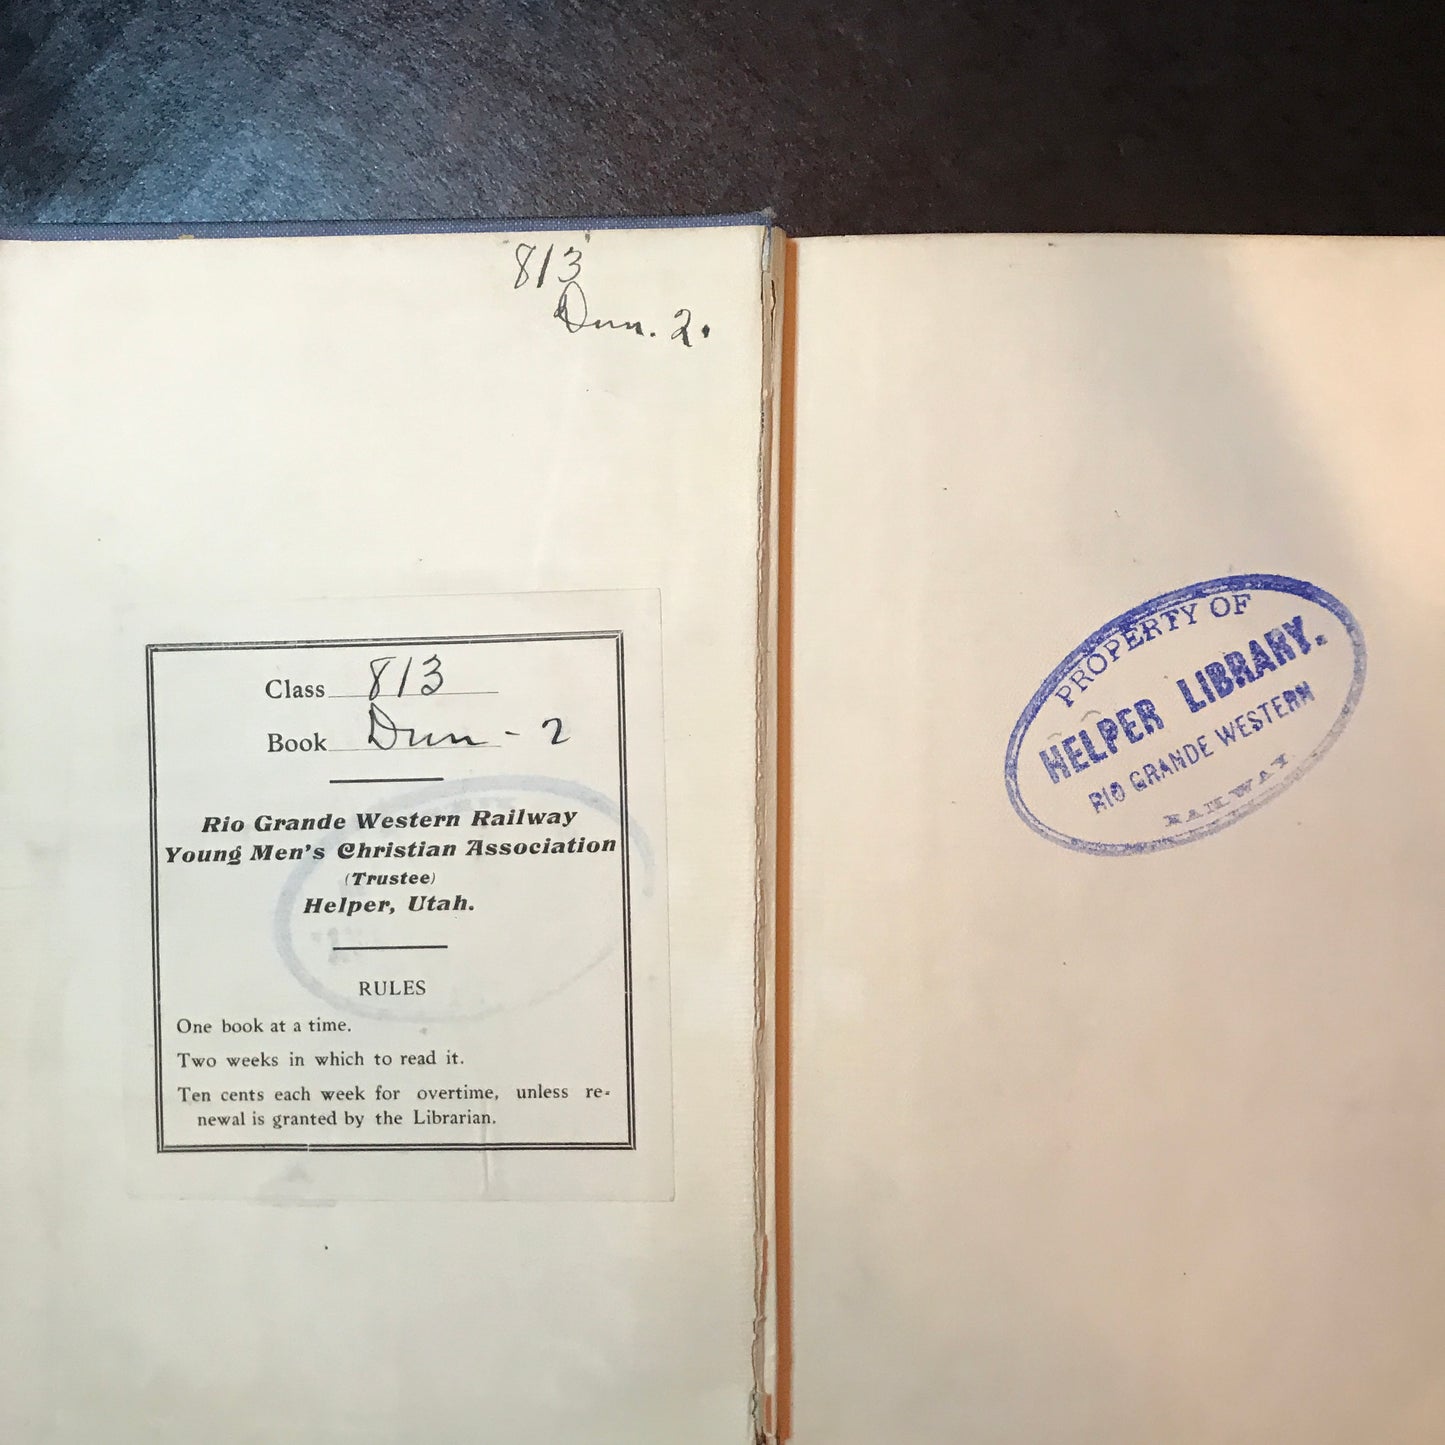 813
Dun. 2.
Class 813
Book Dun - 2
Rio Grande Western Railway
Young Men's Christian Association
(Trustee)
Helper, Utah.
RULES
One book at a time.
Two weeks in which to read it.
Ten cents each week for overtime, unless re-
newal is granted by the Librarian.
PROPERTY OF
HELPER LIBRARY.
RIO GRANDE WESTERN
RAILWAY